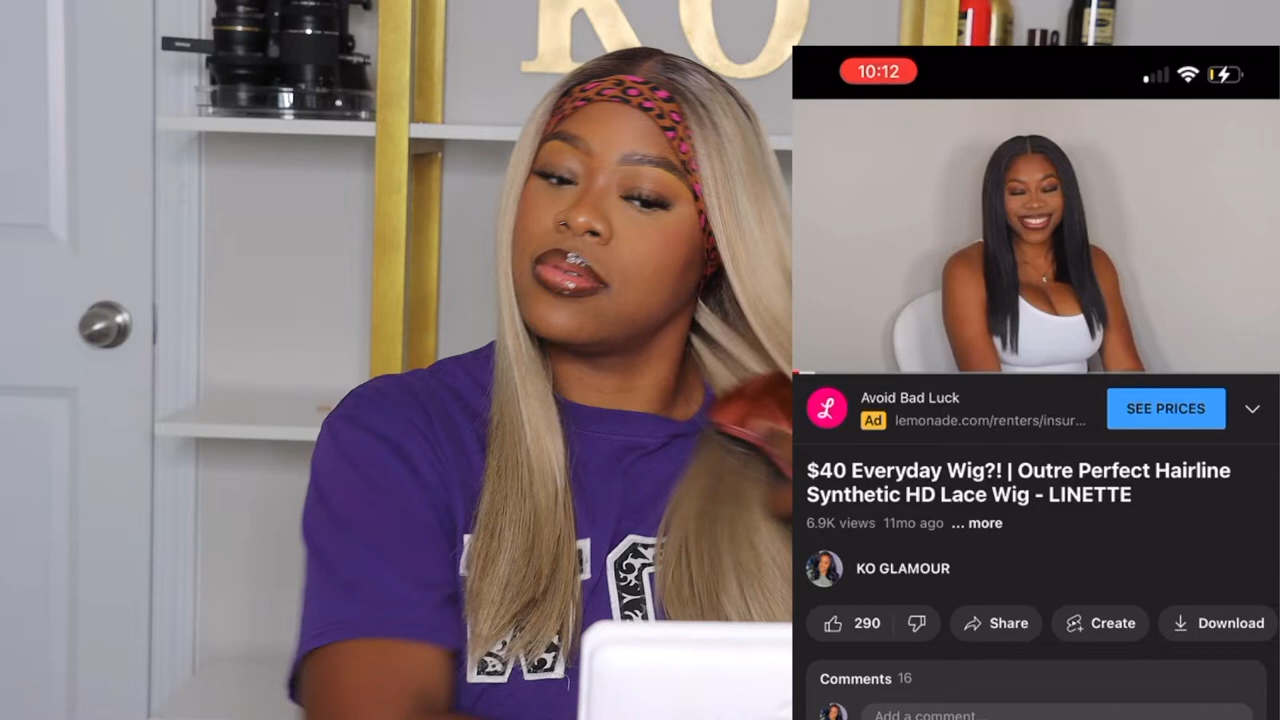 KO
10:12
Avoid Bad Luck
Ad lemonade.com/renters/insur...
SEE PRICES
$40 Everyday Wig?! | Outre Perfect Hairline
Synthetic HD Lace Wig - LINETTE
6.9K views 11mo ago ... more
KO GLAMOUR
290
Share
Create
Download
Comments 16
Add a comment...